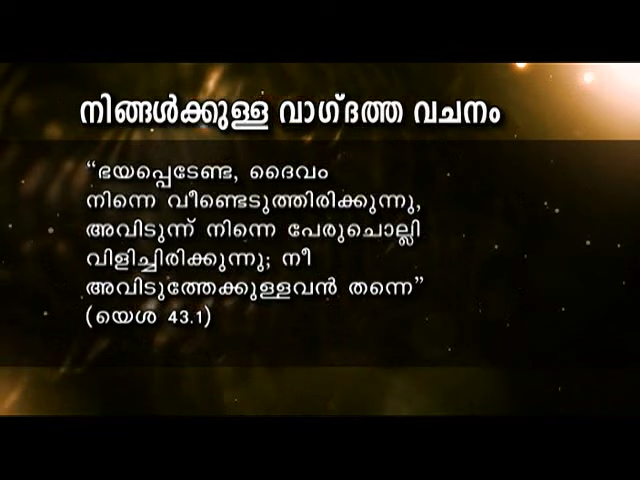 നിങ്ങൾക്കുള്ള വാഗ്ദത്ത വചനം
“ഭയപ്പെടേണ്ട, ദൈവം
നിന്നെ വീണ്ടെടുത്തിരിക്കുന്നു,
അവിടുന്ന് നിന്നെ പേരുചൊല്ലി
വിളിച്ചിരിക്കുന്നു; നീ
അവിടുത്തേക്കുള്ളവൻ തന്നെ”
(യെശ 43.1)